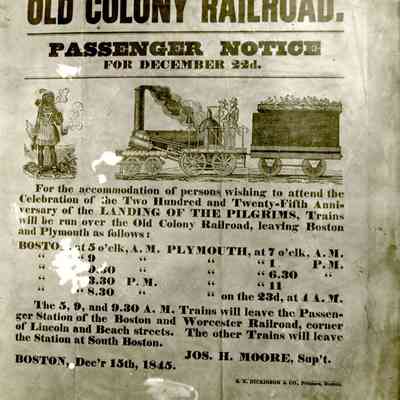 OLD COLONY RAILROAD.
PASSENGER NOTICE
FOR DECEMBER 22d.
For the accommodation of persons wishing to attend the
Celebration of the Two Hundred and Twenty-Fifth Anni-
versary of the LANDING OF THE PILGRIMS, Trains
will be run over the Old Colony Railroad, leaving Boston
and Plymouth as follows:
BOSTON, at 5 o'clk, A. M. PLYMOUTH, at 7 o'clk, A. M.
" " 9 " " " 1 P. M.
" " 9.30 " " " 6.30 "
" " 3.30 P. M. " " 11 "
" " 8.30 " " on the 23d, at 4 A. M.
The 5, 9, and 9.30 A. M. Trains will leave the Passen-
ger Station of the Boston and Worcester Railroad, corner
of Lincoln and Beach streets. The other Trains will leave
the Station at South Boston.
JOS. H. MOORE, Sup't.
BOSTON, Dec'r 15th, 1845.
DICKINSON & CO., Printers, Boston.